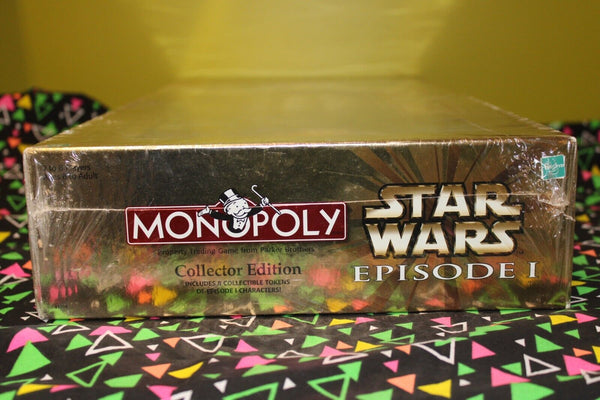 MONOPOLY
Property Trading Game from Parker Brothers
Collector Edition
INCLUDES 8 COLLECTIBLE TOKENS
OF EPISODE I CHARACTERS!
STAR
WARS
EPISODE I
Adult